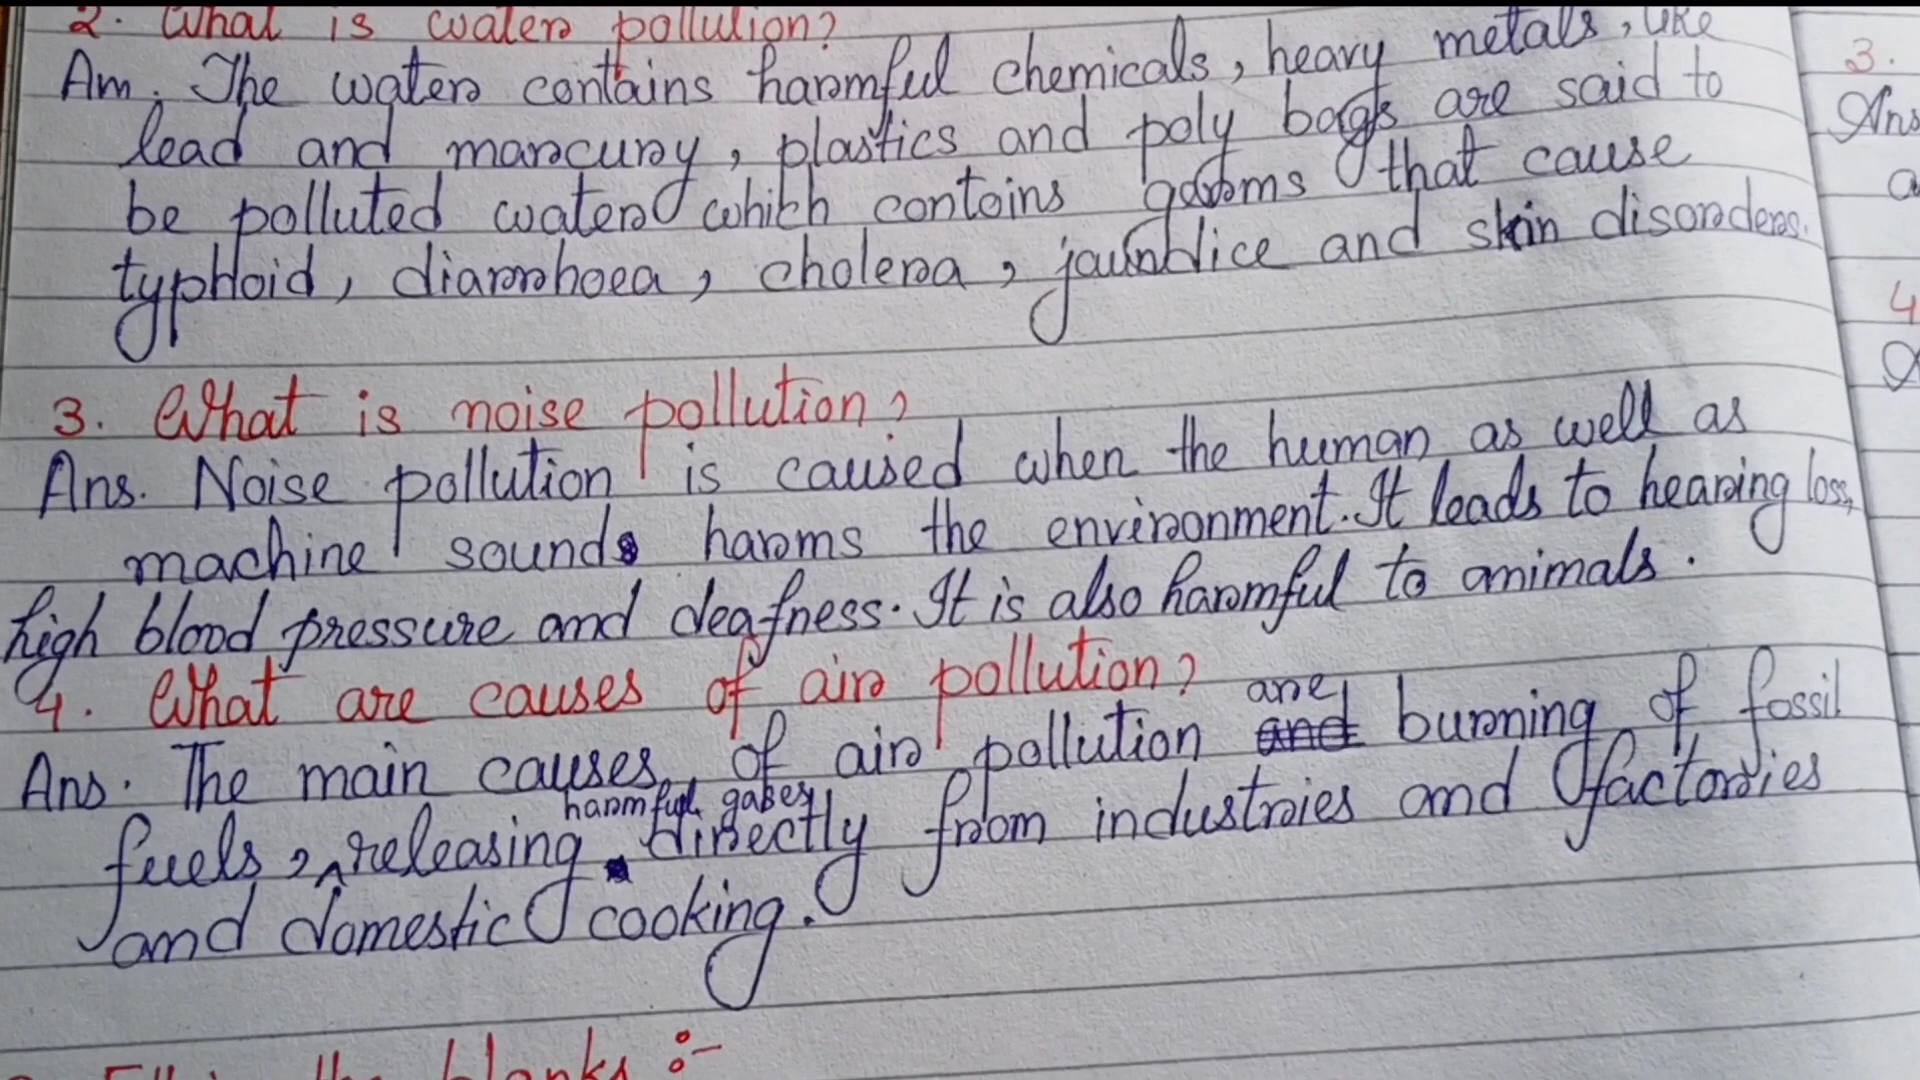 2. What is water pollution?
Ans. The water contains harmful chemicals, heavy metals, like
lead and marcury, plastics and poly bags are said to
be polluted water which contains germs that cause
typhoid, diarrhoea, cholera, jaundice and skin disorders.
3. What is noise pollution?
Ans. Noise pollution is caused when the human as well as
machine sounds harms the environment. It leads to hearing loss,
high blood pressure and deafness. It is also harmful to animals.
4. What are causes of air pollution?
Ans. The main causes of air pollution and are burning of fossil
fuels, releasing harmful gases directly from industries and factories
and domestic cooking.
the blanks :-
3.
Ans
a
4